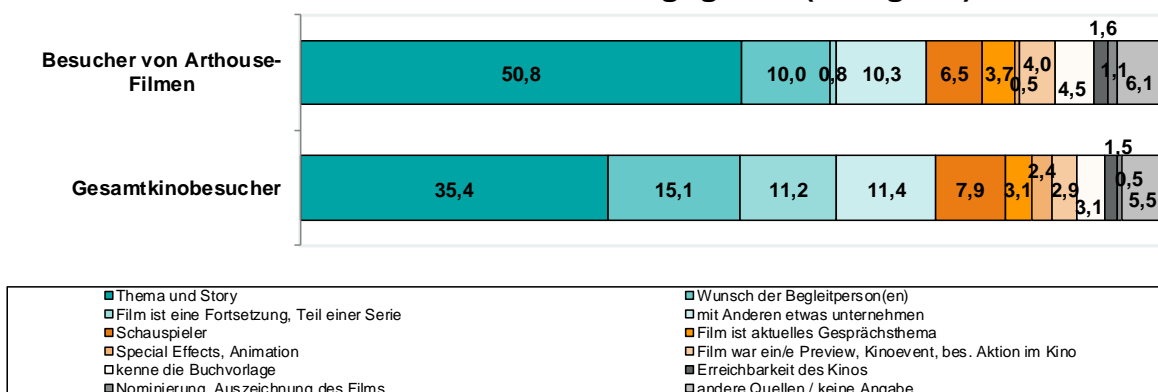 1,6
Besucher von Arthouse-
Filmen
50,8 10,0 0,8 10,3 6,5 3,7 0,5 4,0 4,5 1,1 6,1
1,5
Gesamtkinobesucher
35,4 15,1 11,2 11,4 7,9 3,1 2,4 2,9 3,1 0,5 5,5
Thema und Story
Wunsch der Begleitperson(en)
Film ist eine Fortsetzung, Teil einer Serie
mit Anderen etwas unternehmen
Schauspieler
Film ist aktuelles Gesprächsthema
Special Effects, Animation
Film war ein/e Preview, Kinoevent, bes. Aktion im Kino
kenne die Buchvorlage
Erreichbarkeit des Kinos
Nominierung, Auszeichnung des Films
andere Quellen / keine Angabe